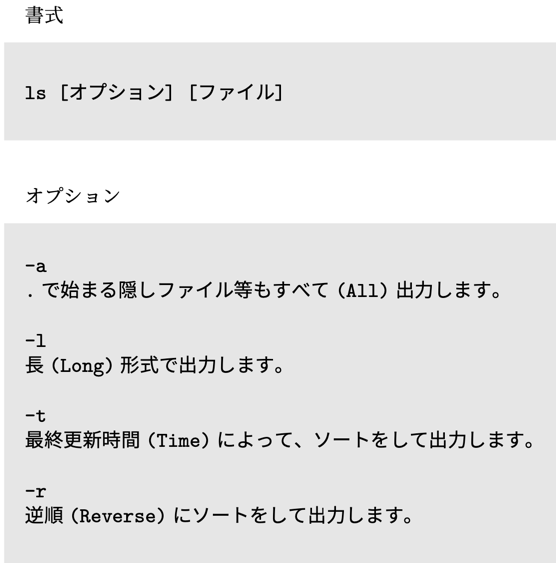 書式
ls [オプション] [ファイル]
オプション
-a
. で始まる隠しファイル等もすべて (All) 出力します。
-l
長 (Long) 形式で出力します。
-t
最終更新時間 (Time) によって、ソートをして出力します。
-r
逆順 (Reverse) にソートをして出力します。